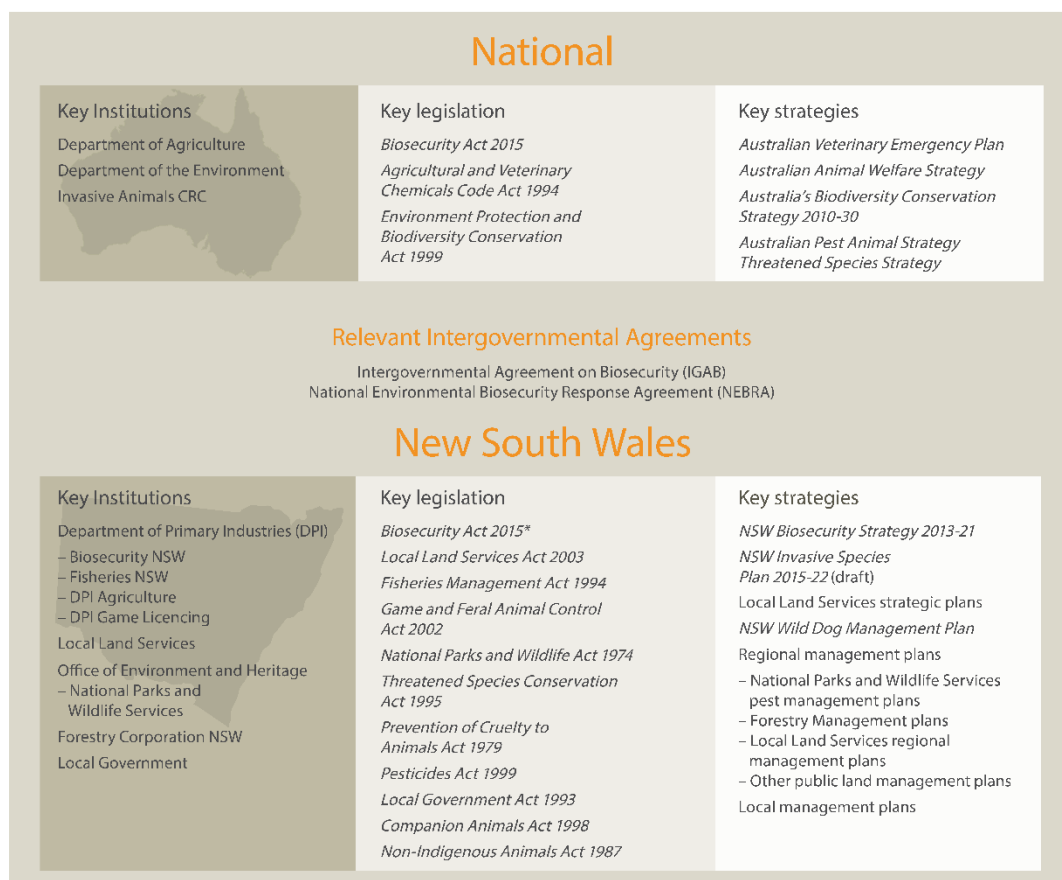 National
Key Institutions
Department of Agriculture
Department of the Environment
Invasive Animals CRC
Key legislation
Biosecurity Act 2015
Agricultural and Veterinary
Chemicals Code Act 1994
Environment Protection and
Biodiversity Conservation
Act 1999
Key strategies
Australian Veterinary Emergency Plan
Australian Animal Welfare Strategy
Australia's Biodiversity Conservation
Strategy 2010-30
Australian Pest Animal Strategy
Threatened Species Strategy
Relevant Intergovernmental Agreements
Intergovernmental Agreement on Biosecurity (IGAB)
National Environmental Biosecurity Response Agreement (NEBRA)
New South Wales
Key Institutions
Department of Primary Industries (DPI)
– Biosecurity NSW
– Fisheries NSW
– DPI Agriculture
– DPI Game Licencing
Local Land Services
Office of Environment and Heritage
– National Parks and
Wildlife Services
Forestry Corporation NSW
Local Government
Key legislation
Biosecurity Act 2015*
Local Land Services Act 2003
Fisheries Management Act 1994
Game and Feral Animal Control
Act 2002
National Parks and Wildlife Act 1974
Threatened Species Conservation
Act 1995
Prevention of Cruelty to
Animals Act 1979
Pesticides Act 1999
Local Government Act 1993
Companion Animals Act 1998
Non-Indigenous Animals Act 1987
Key strategies
NSW Biosecurity Strategy 2013-21
NSW Invasive Species
Plan 2015-22 (draft)
Local Land Services strategic plans
NSW Wild Dog Management Plan
Regional management plans
– National Parks and Wildlife Services
pest management plans
– Forestry Management plans
– Local Land Services regional
management plans
– Other public land management plans
Local management plans